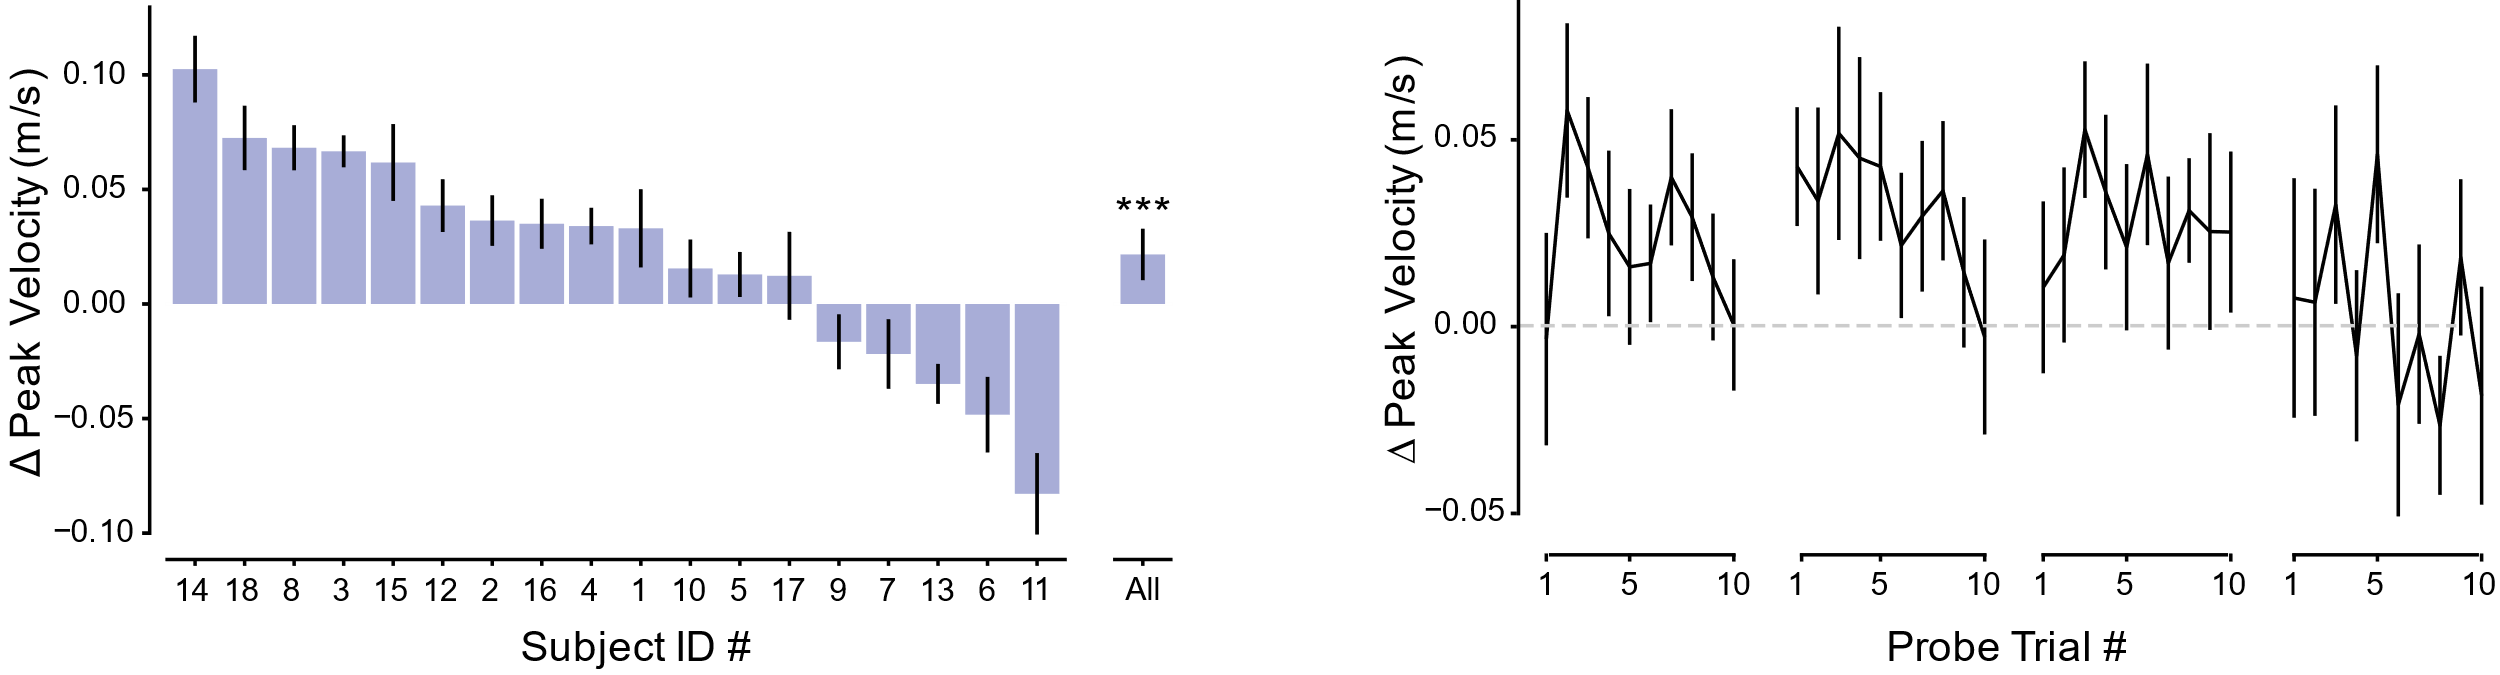 Δ Peak Velocity (m/s)
0.10
0.05
0.00
−0.05
−0.10
***
14 18 8 3 15 12 2 16 4 1 10 5 17 9 7 13 6 11 All
Subject ID #
Δ Peak Velocity (m/s)
0.05
0.00
−0.05
1 5 10 1 5 10 1 5 10 1 5 10
Probe Trial #